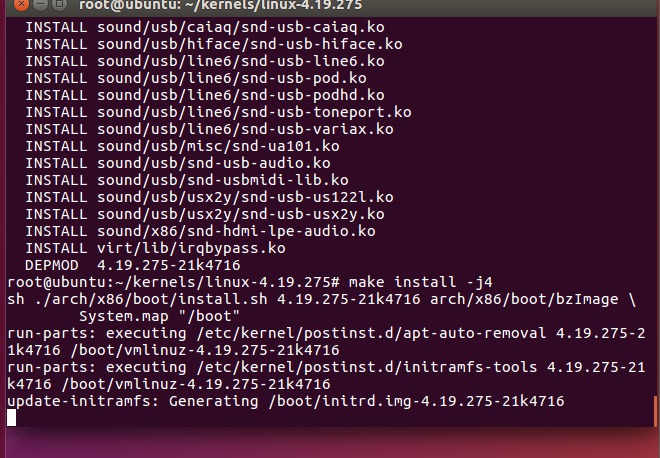 root@ubuntu: ~/kernels/linux-4.19.275
INSTALL sound/usb/caiaq/snd-usb-caiaq.ko
INSTALL sound/usb/hiface/snd-usb-hiface.ko
INSTALL sound/usb/line6/snd-usb-line6.ko
INSTALL sound/usb/line6/snd-usb-pod.ko
INSTALL sound/usb/line6/snd-usb-podhd.ko
INSTALL sound/usb/line6/snd-usb-toneport.ko
INSTALL sound/usb/line6/snd-usb-variax.ko
INSTALL sound/usb/misc/snd-ua101.ko
INSTALL sound/usb/snd-usb-audio.ko
INSTALL sound/usb/snd-usbmidi-lib.ko
INSTALL sound/usb/usx2y/snd-usb-us122l.ko
INSTALL sound/usb/usx2y/snd-usb-usx2y.ko
INSTALL sound/x86/snd-hdmi-lpe-audio.ko
INSTALL virt/lib/irqbypass.ko
DEPMOD  4.19.275-21k4716
root@ubuntu:~/kernels/linux-4.19.275# make install -j4
sh ./arch/x86/boot/install.sh 4.19.275-21k4716 arch/x86/boot/bzImage \
System.map "/boot"
run-parts: executing /etc/kernel/postinst.d/apt-auto-removal 4.19.275-2
1k4716 /boot/vmlinuz-4.19.275-21k4716
run-parts: executing /etc/kernel/postinst.d/initramfs-tools 4.19.275-21
k4716 /boot/vmlinuz-4.19.275-21k4716
update-initramfs: Generating /boot/initrd.img-4.19.275-21k4716